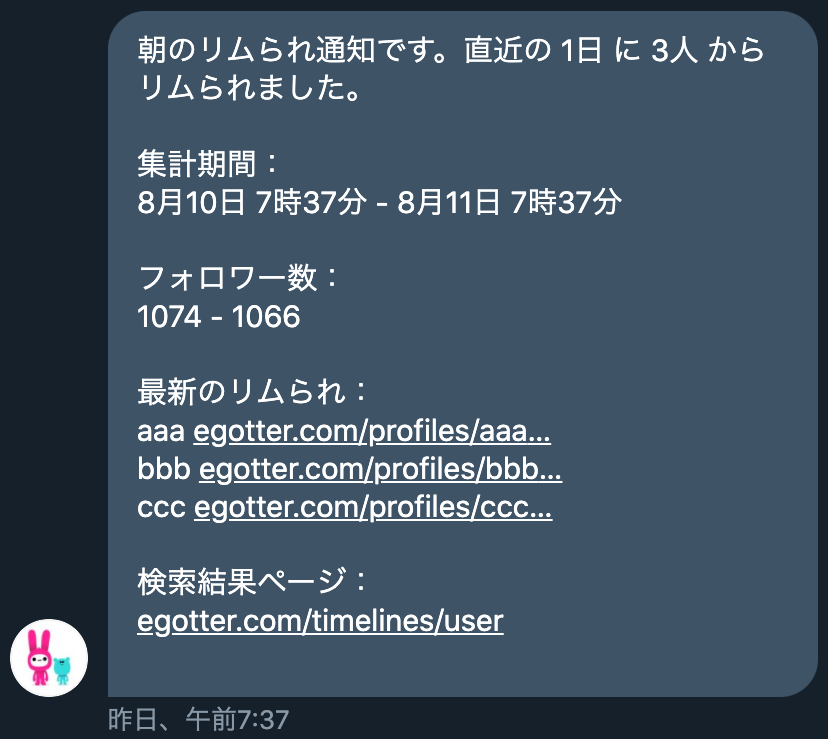 朝のリムられ通知です。直近の 1日 に 3人 から
リムられました。
集計期間：
8月10日 7時37分 - 8月11日 7時37分
フォロワー数：
1074 - 1066
最新のリムられ：
aaa egotter.com/profiles/aaa...
bbb egotter.com/profiles/bbb...
ccc egotter.com/profiles/ccc...
検索結果ページ：
egotter.com/timelines/user
昨日、午前7:37